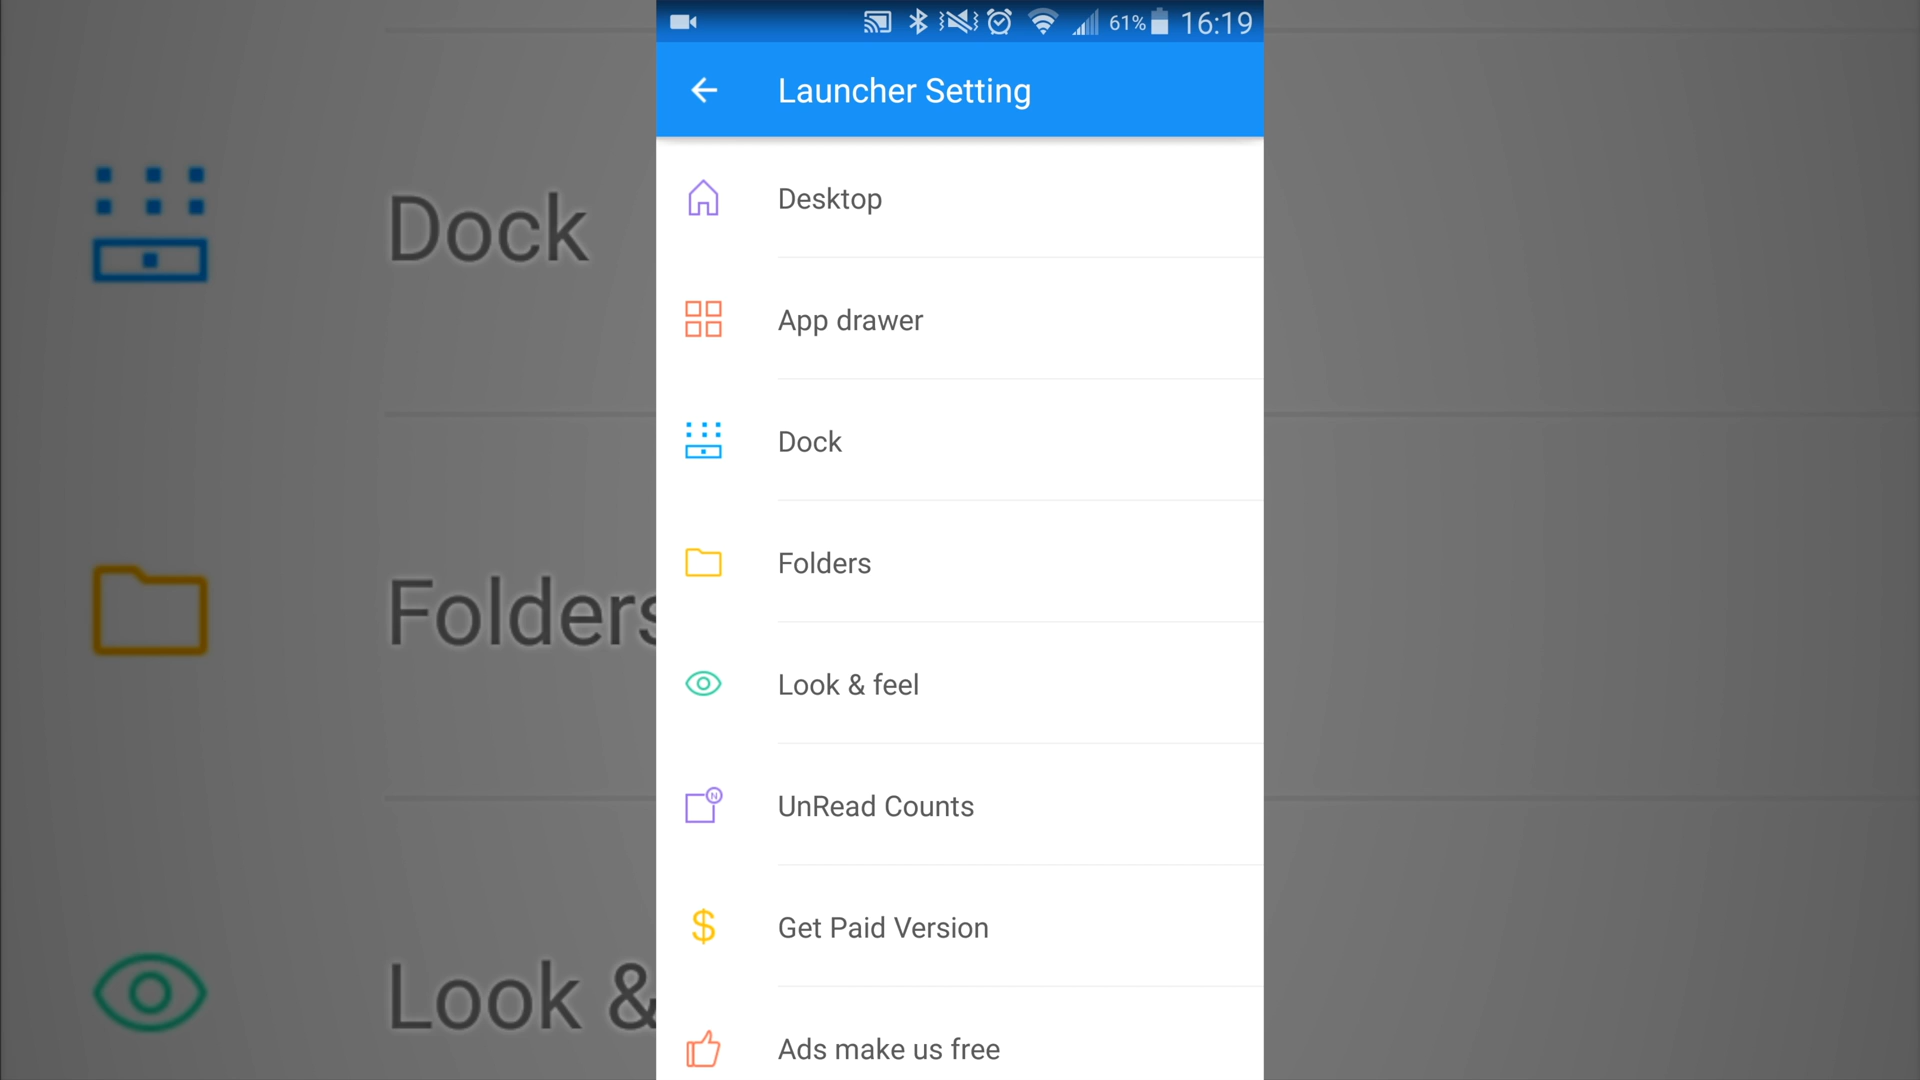 61% 16:19
Launcher Setting
Desktop
App drawer
Dock
Folders
Look & feel
UnRead Counts
Get Paid Version
Ads make us free
Dock
Folders
Look &